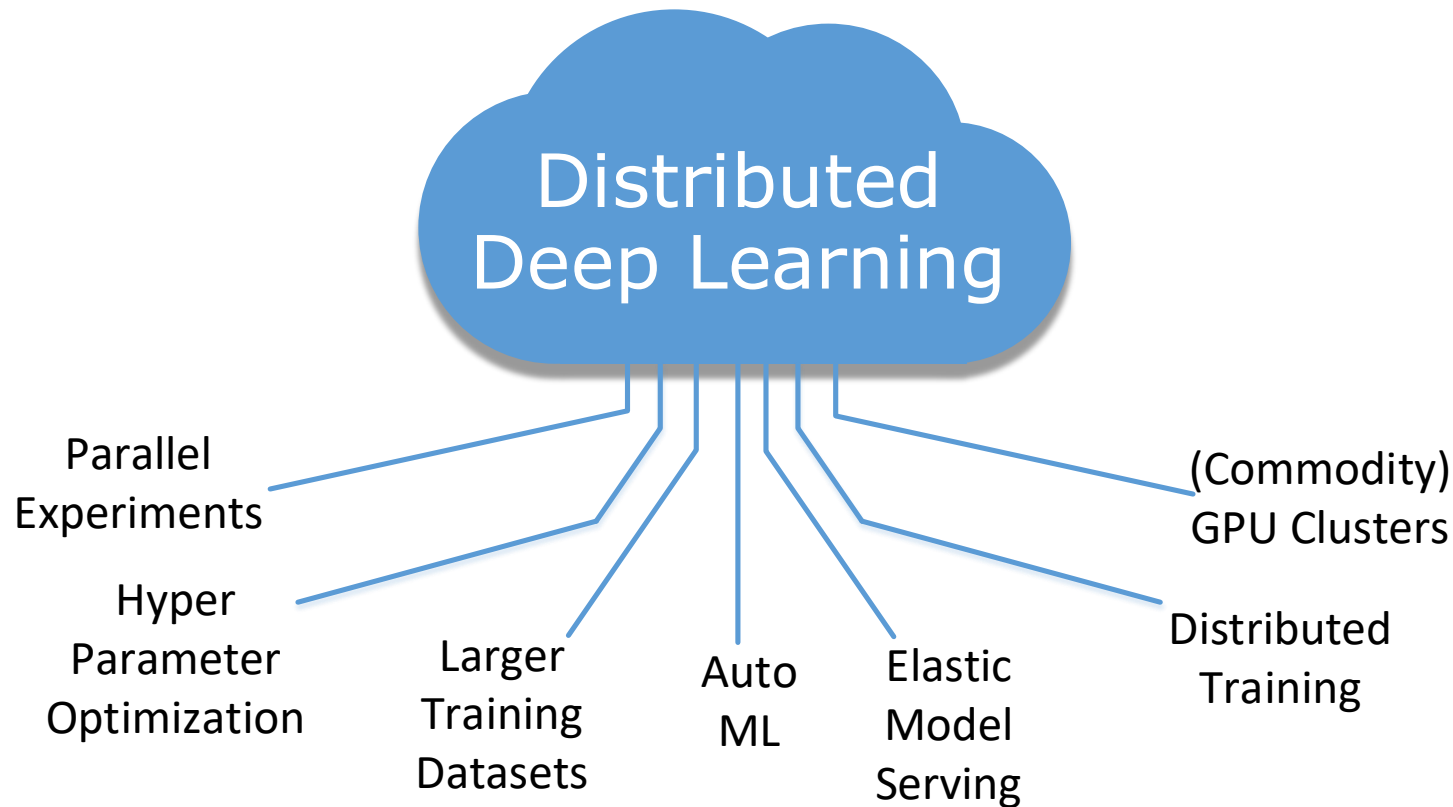 Distributed
Deep Learning
Parallel
Experiments
Hyper
Parameter
Optimization
Larger
Training
Datasets
Auto
ML
Elastic
Model
Serving
Distributed
Training
(Commodity)
GPU Clusters